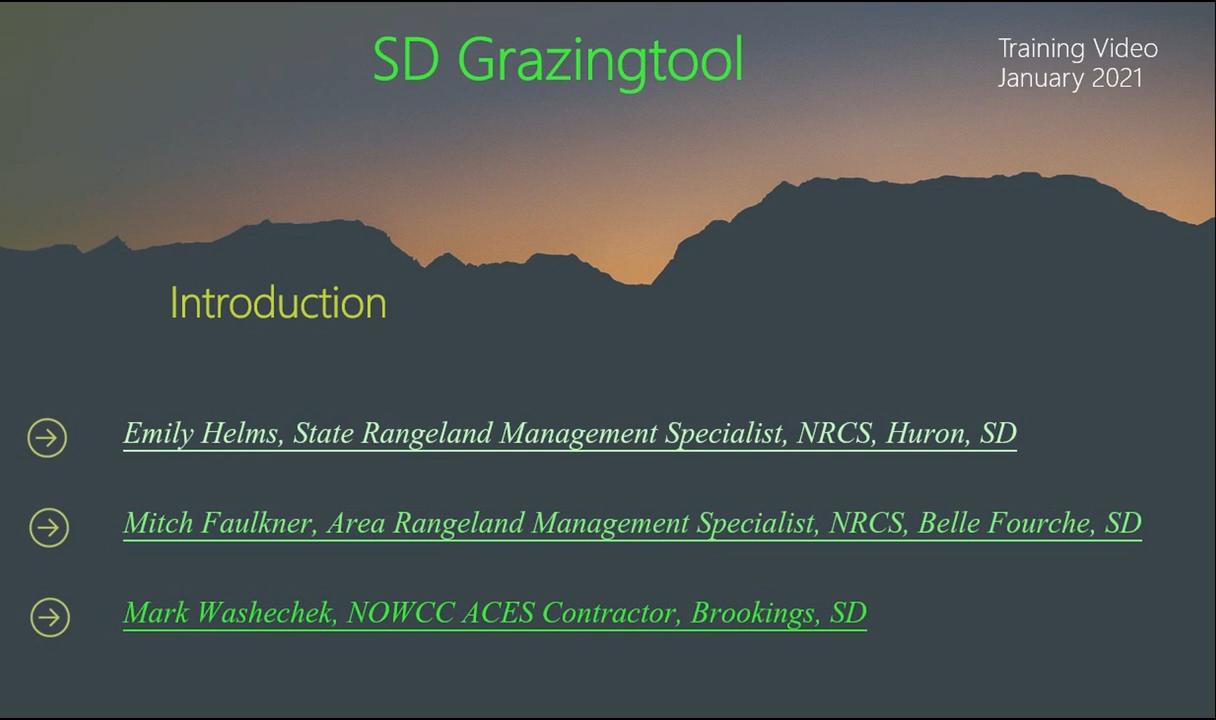 SD Grazingtool
Training Video
January 2021
Introduction
Emily Helms, State Rangeland Management Specialist, NRCS, Huron, SD
Mitch Faulkner, Area Rangeland Management Specialist, NRCS, Belle Fourche, SD
Mark Washechek, NOWCC ACES Contractor, Brookings, SD